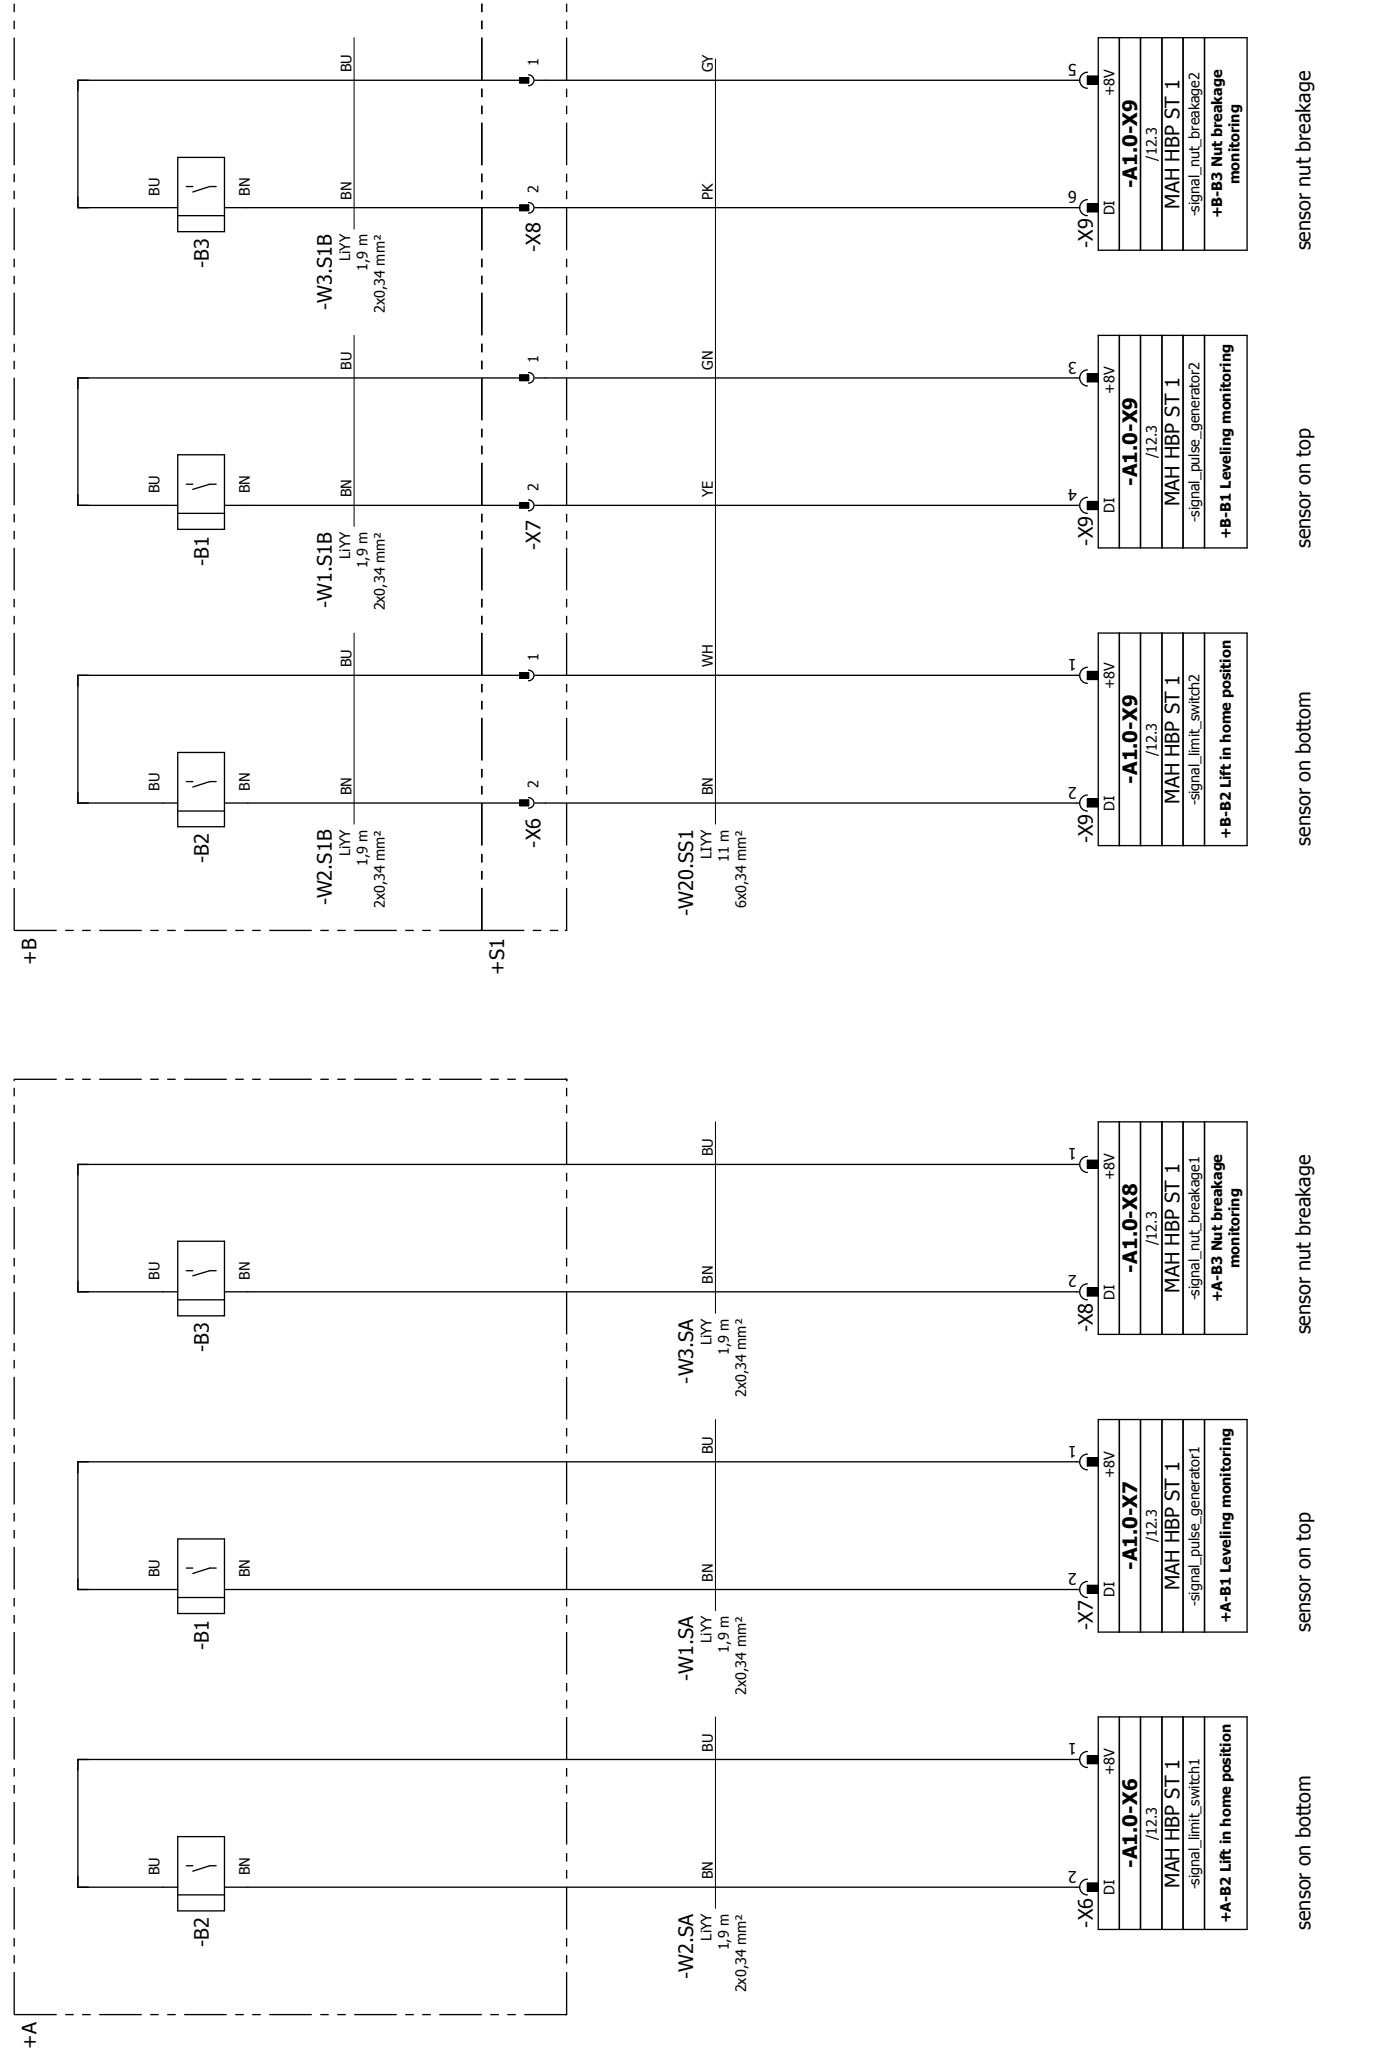 +A
-B2
BU
BN
-W2.SA
LiYY
1,9 m
2x0,34 mm²
BN
BU
-X6
2
1
DI
+8V
-A1.0-X6
/12.3
MAH HBP ST 1
-signal_limit_switch1
+A-B2 Lift in home position
sensor on bottom
-B1
BU
BN
-W1.SA
LiYY
1,9 m
2x0,34 mm²
BN
BU
-X7
2
1
DI
+8V
-A1.0-X7
/12.3
MAH HBP ST 1
-signal_pulse_generator1
+A-B1 Leveling monitoring
sensor on top
-B3
BU
BN
-W3.SA
LiYY
1,9 m
2x0,34 mm²
BN
BU
-X8
2
1
DI
+8V
-A1.0-X8
/12.3
MAH HBP ST 1
-signal_nut_breakage1
+A-B3 Nut breakage
monitoring
sensor nut breakage
+B
+S1
-B2
BU
BN
-W2.S1B
LiYY
1,9 m
2x0,34 mm²
BN
BU
-X6
2
1
-W20.SS1
LIYY
11 m
6x0,34 mm²
BN
WH
-X9
2
1
DI
+8V
-A1.0-X9
/12.3
MAH HBP ST 1
-signal_limit_switch2
+B-B2 Lift in home position
sensor on bottom
-B1
BU
BN
-W1.S1B
LiYY
1,9 m
2x0,34 mm²
BN
BU
-X7
2
1
YE
GN
-X9
4
3
DI
+8V
-A1.0-X9
/12.3
MAH HBP ST 1
-signal_pulse_generator2
+B-B1 Leveling monitoring
sensor on top
-B3
BU
BN
-W3.S1B
LiYY
1,9 m
2x0,34 mm²
BN
BU
-X8
2
1
PK
GY
-X9
6
5
DI
+8V
-A1.0-X9
/12.3
MAH HBP ST 1
-signal_nut_breakage2
+B-B3 Nut breakage
monitoring
sensor nut breakage